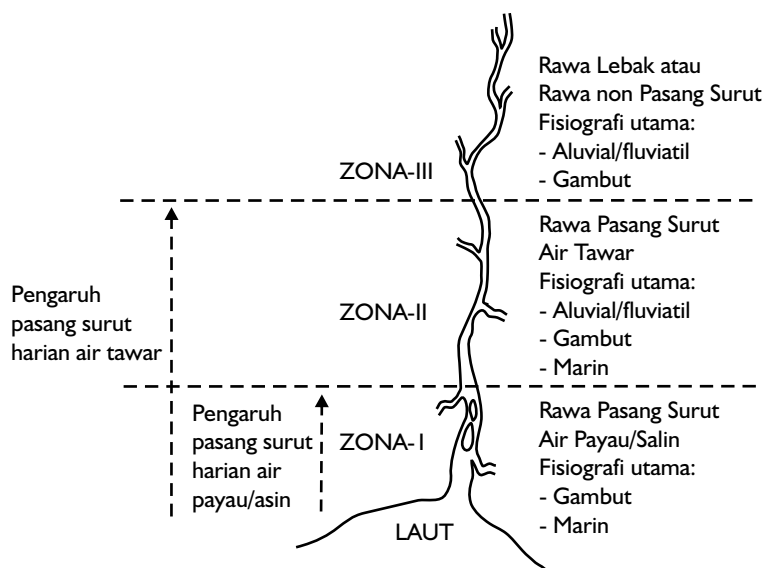 Rawa Lebak atau
Rawa non Pasang Surut
Fisiografi utama:
- Aluvial/fluviatil
- Gambut
ZONA-III
Rawa Pasang Surut
Air Tawar
Fisiografi utama:
- Aluvial/fluviatil
- Gambut
- Marin
ZONA-II
Pengaruh
pasang surut
harian air tawar
Rawa Pasang Surut
Air Payau/Salin
Fisiografi utama:
- Gambut
- Marin
ZONA-I
Pengaruh
pasang surut
harian air
payau/asin
LAUT